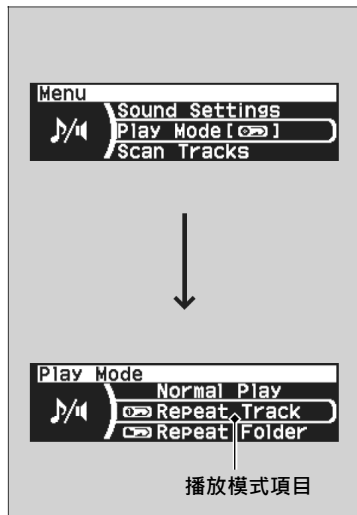 Menu
Sound Settings
Play Mode [ ]
Scan Tracks
Play Mode
Normal Play
Repeat Track
Repeat Folder
播放模式項目